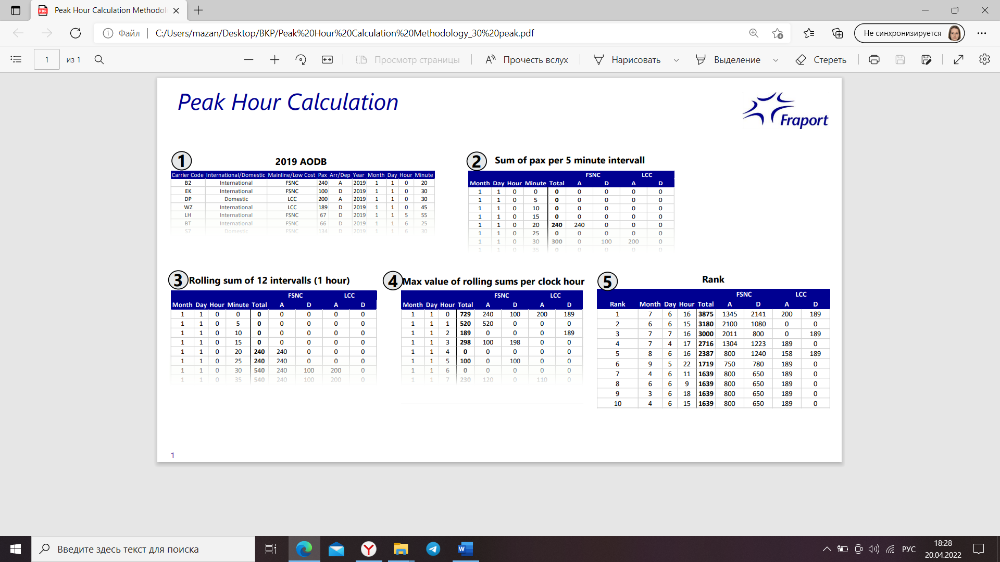 Peak Hour Calculation Methodol
Файл
C:/Users/mazan/Desktop/BKP/Peak%20Hour%20Calculation%20Methodology_30%20peak.pdf
Не синхронизируется
1 из 1
Просмотр страницы
Прочесть вслух
Нарисовать
Выделение
Стереть
Peak Hour Calculation
Fraport
1 2019 AODB
Carrier Code International/Domestic Mainline/Low Cost Pax Arr/Dep Year Month Day Hour Minute
B2 International FSNC 240 A 2019 1 1 0 20
EK International FSNC 100 D 2019 1 1 0 30
DP Domestic LCC 200 A 2019 1 1 0 30
WZ International LCC 189 D 2019 1 1 0 45
LH International FSNC 67 D 2019 1 1 5 55
BT International FSNC 66 D 2019 1 1 6 25
S7 Domestic FSNC 134 D 2019 1 1 6 30
2 Sum of pax per 5 minute intervall
FSNC LCC
Month Day Hour Minute Total A D A D
1 1 0 0 0 0 0 0 0
1 1 0 5 0 0 0 0 0
1 1 0 10 0 0 0 0 0
1 1 0 15 0 0 0 0 0
1 1 0 20 240 240 0 0 0
1 1 0 25 0 0 0 0 0
1 1 0 30 300 0 100 200 0
1 1 0 35 0 0 0 0 0
3 Rolling sum of 12 intervalls (1 hour)
FSNC LCC
Month Day Hour Minute Total A D A D
1 1 0 0 0 0 0 0 0
1 1 0 5 0 0 0 0 0
1 1 0 10 0 0 0 0 0
1 1 0 15 0 0 0 0 0
1 1 0 20 240 240 0 0 0
1 1 0 25 240 240 0 0 0
1 1 0 30 540 240 100 200 0
1 1 0 35 540 240 100 200 0
4 Max value of rolling sums per clock hour
FSNC LCC
Month Day Hour Total A D A D
1 1 0 729 240 100 200 189
1 1 1 520 520 0 0 0
1 1 2 189 0 0 0 189
1 1 3 298 100 198 0 0
1 1 4 0 0 0 0 0
1 1 5 100 0 100 0 0
1 1 6 0 0 0 0 0
1 1 7 230 120 0 110 0
5 Rank
FSNC LCC
Rank Month Day Hour Total A D A D
1 7 6 16 3875 1345 2141 200 189
2 6 6 15 3180 2100 1080 0 0
3 7 7 16 3000 2011 800 0 189
4 7 4 17 2716 1304 1223 189 0
5 8 6 16 2387 800 1240 158 189
6 9 5 22 1719 750 780 189 0
7 4 6 11 1639 800 650 189 0
8 6 6 9 1639 800 650 189 0
9 3 6 18 1639 800 650 189 0
10 4 6 15 1639 800 650 189 0
1
Введите здесь текст для поиска
РУС
18:28
20.04.2022